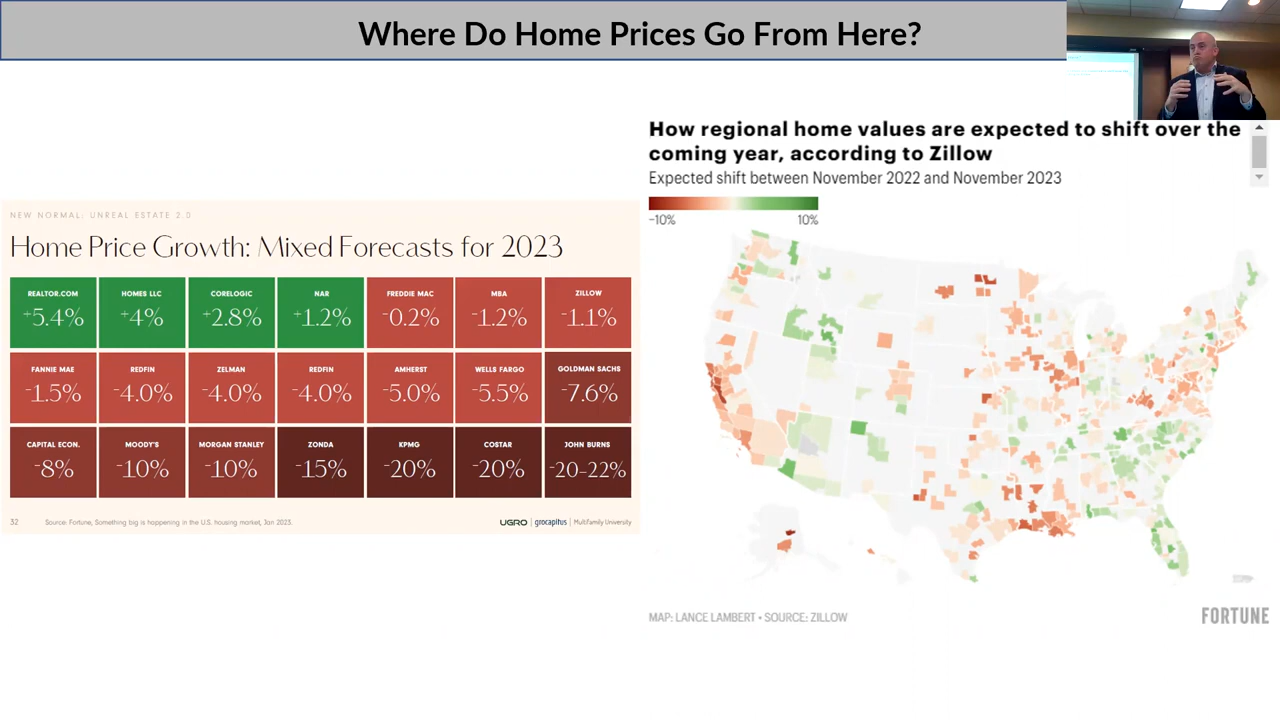 Where Do Home Prices Go From Here?
NEW NORMAL: UNREAL ESTATE 2.0
Home Price Growth: Mixed Forecasts for 2023
REALTOR.COM
+5.4%
HOMES LLC
+4%
CORELOGIC
+2.8%
NAR
+1.2%
FREDDIE MAC
-0.2%
MBA
-1.2%
ZILLOW
-1.1%
FANNIE MAE
-1.5%
REDFIN
-4.0%
ZELMAN
-4.0%
REDFIN
-4.0%
AMHERST
-5.0%
WELLS FARGO
-5.5%
GOLDMAN SACHS
-7.6%
CAPITAL ECON.
-8%
MOODY'S
-10%
MORGAN STANLEY
-10%
ZONDA
-15%
KPMG
-20%
COSTAR
-20%
JOHN BURNS
-20-22%
32
Source: Fortune, Something big is happening in the U.S. housing market, Jan 2023.
UGRO | grocapitus | MultiFamily University
How regional home values are expected to shift over the
coming year, according to Zillow
Expected shift between November 2022 and November 2023
-10% 10%
MAP: LANCE LAMBERT • SOURCE: ZILLOW
FORTUNE